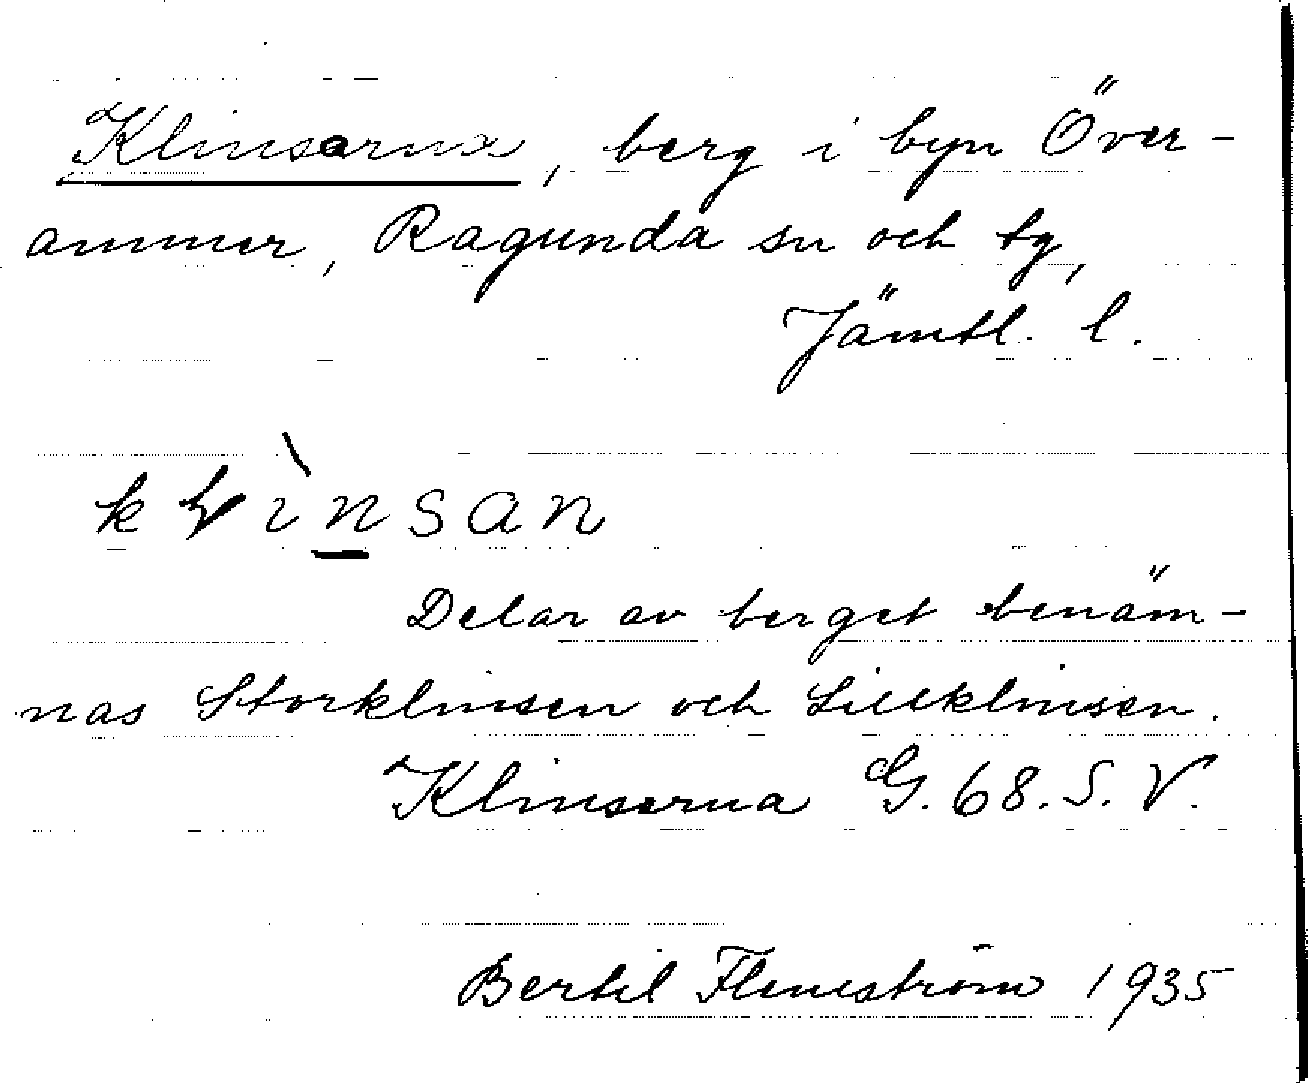 Klinsarna, berg i byn Över-
ammer, Ragunda sn och tg,
Jämtl. l.
insan
Delar av berget benäm-
nas Storklinsen och Lillklinsen.
Klinserna G. 68. S. V.
Bertil Flemström 1935